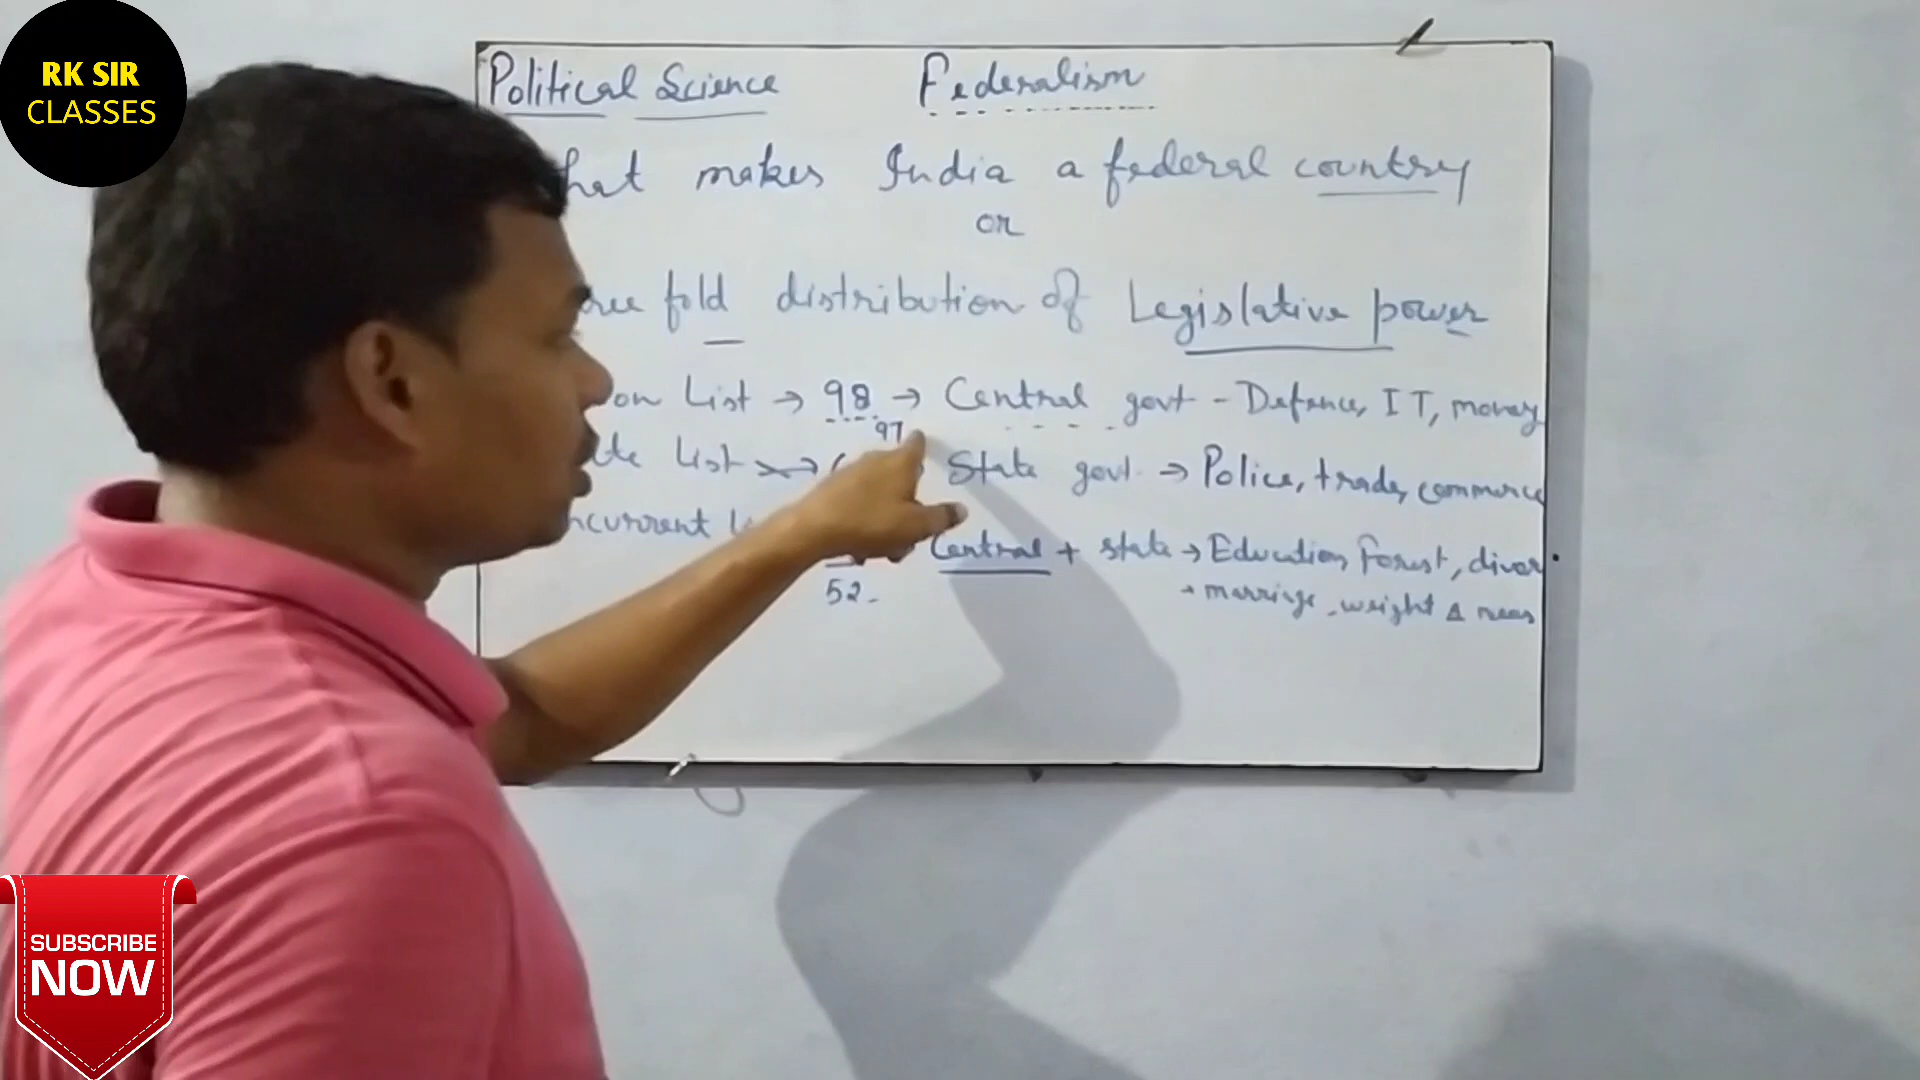 RK SIR
CLASSES
Political Science Federalism
hat makes India a federal country
or
ree fold distribution of Legislative power
on List → 98 → Central govt - Defence, IT, money
97
te List → State govt → Police, trade, commerce
ncurrent Central + state → Education, Forest, divor
52 + marriage, weight & meas
SUBSCRIBE
NOW